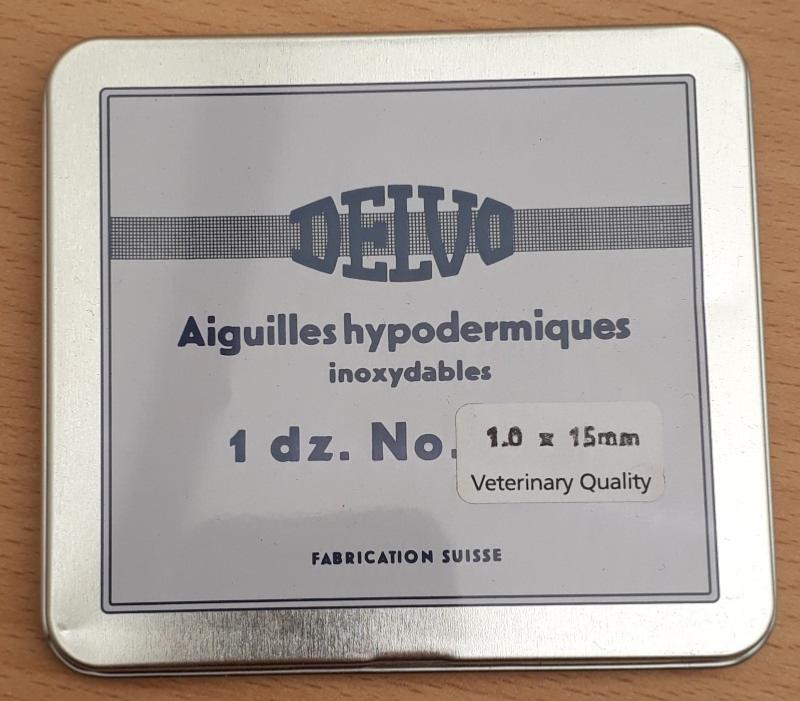 DELVO
Aiguilles hypodermiques
inoxydables
1 dz. No.
1.0 x 15mm
Veterinary Quality
FABRICATION SUISSE